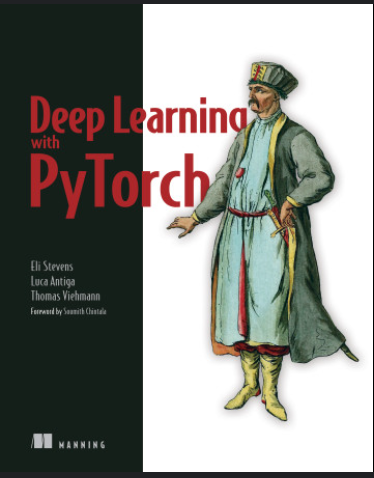 Deep Learning
with
PyTorch
Eli Stevens
Luca Antiga
Thomas Viehmann
Foreword by Soumith Chintala
MANNING